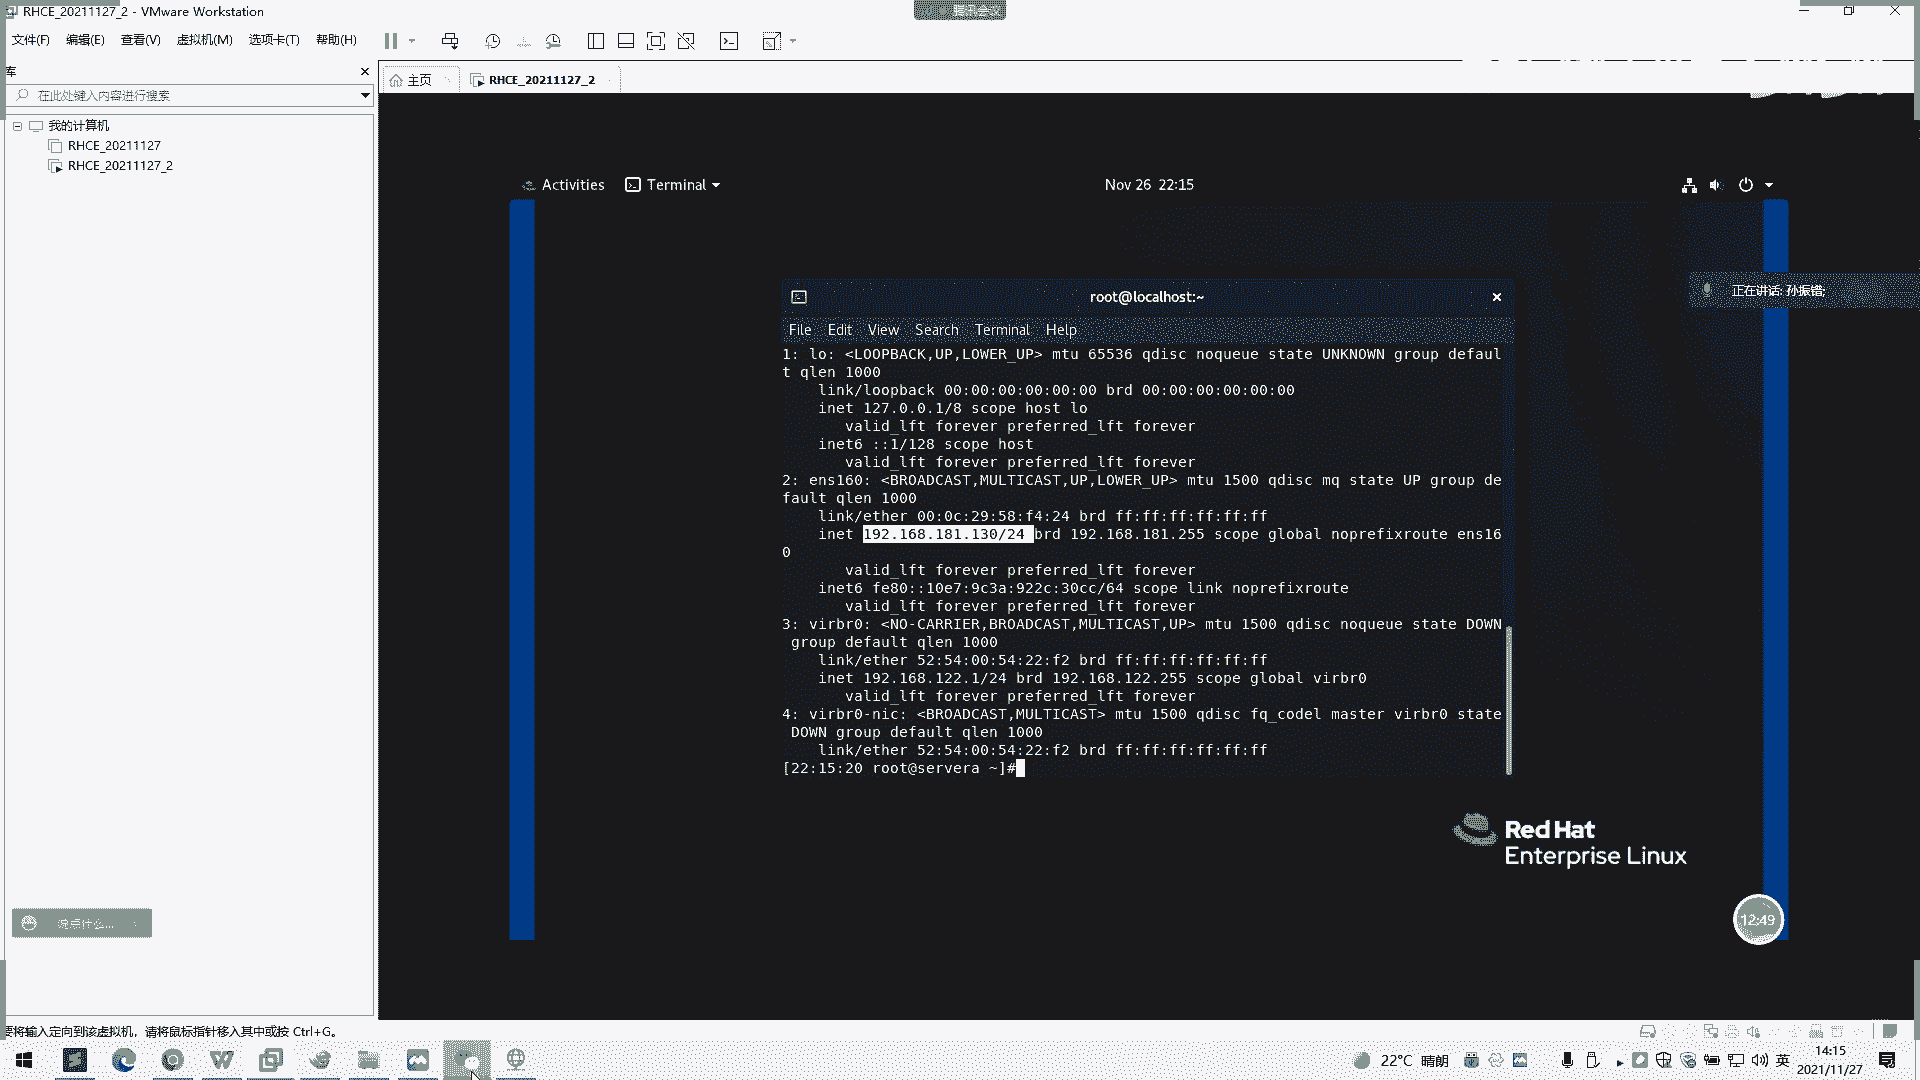 RHCE_20211127_2 - VMware Workstation
文件(F) 编辑(E) 查看(V) 虚拟机(M) 选项卡(T) 帮助(H)
库
在此处键入内容进行搜索
我的计算机
RHCE_20211127
RHCE_20211127_2
主页
RHCE_20211127_2
Activities
Terminal
Nov 26 22:15
root@localhost:~
File Edit View Search Terminal Help
1: lo: <LOOPBACK,UP,LOWER_UP> mtu 65536 qdisc noqueue state UNKNOWN group defaul
t qlen 1000
link/loopback 00:00:00:00:00:00 brd 00:00:00:00:00:00
inet 127.0.0.1/8 scope host lo
valid_lft forever preferred_lft forever
inet6 ::1/128 scope host
valid_lft forever preferred_lft forever
2: ens160: <BROADCAST,MULTICAST,UP,LOWER_UP> mtu 1500 qdisc mq state UP group de
fault qlen 1000
link/ether 00:0c:29:58:f4:24 brd ff:ff:ff:ff:ff:ff
inet 192.168.181.130/24 brd 192.168.181.255 scope global noprefixroute ens16
0
valid_lft forever preferred_lft forever
inet6 fe80::10e7:9c3a:922c:30cc/64 scope link noprefixroute
valid_lft forever preferred_lft forever
3: virbr0: <NO-CARRIER,BROADCAST,MULTICAST,UP> mtu 1500 qdisc noqueue state DOWN
group default qlen 1000
link/ether 52:54:00:54:22:f2 brd ff:ff:ff:ff:ff:ff
inet 192.168.122.1/24 brd 192.168.122.255 scope global virbr0
valid_lft forever preferred_lft forever
4: virbr0-nic: <BROADCAST,MULTICAST> mtu 1500 qdisc fq_codel master virbr0 state
DOWN group default qlen 1000
link/ether 52:54:00:54:22:f2 brd ff:ff:ff:ff:ff:ff
[22:15:20 root@servera ~]#
正在讲话: 孙振锴;
Red Hat
Enterprise Linux
说点什么...
12:49
要将输入定向到该虚拟机，请将鼠标指针移入其中或按 Ctrl+G。
22°C 晴朗
英
14:15
2021/11/27